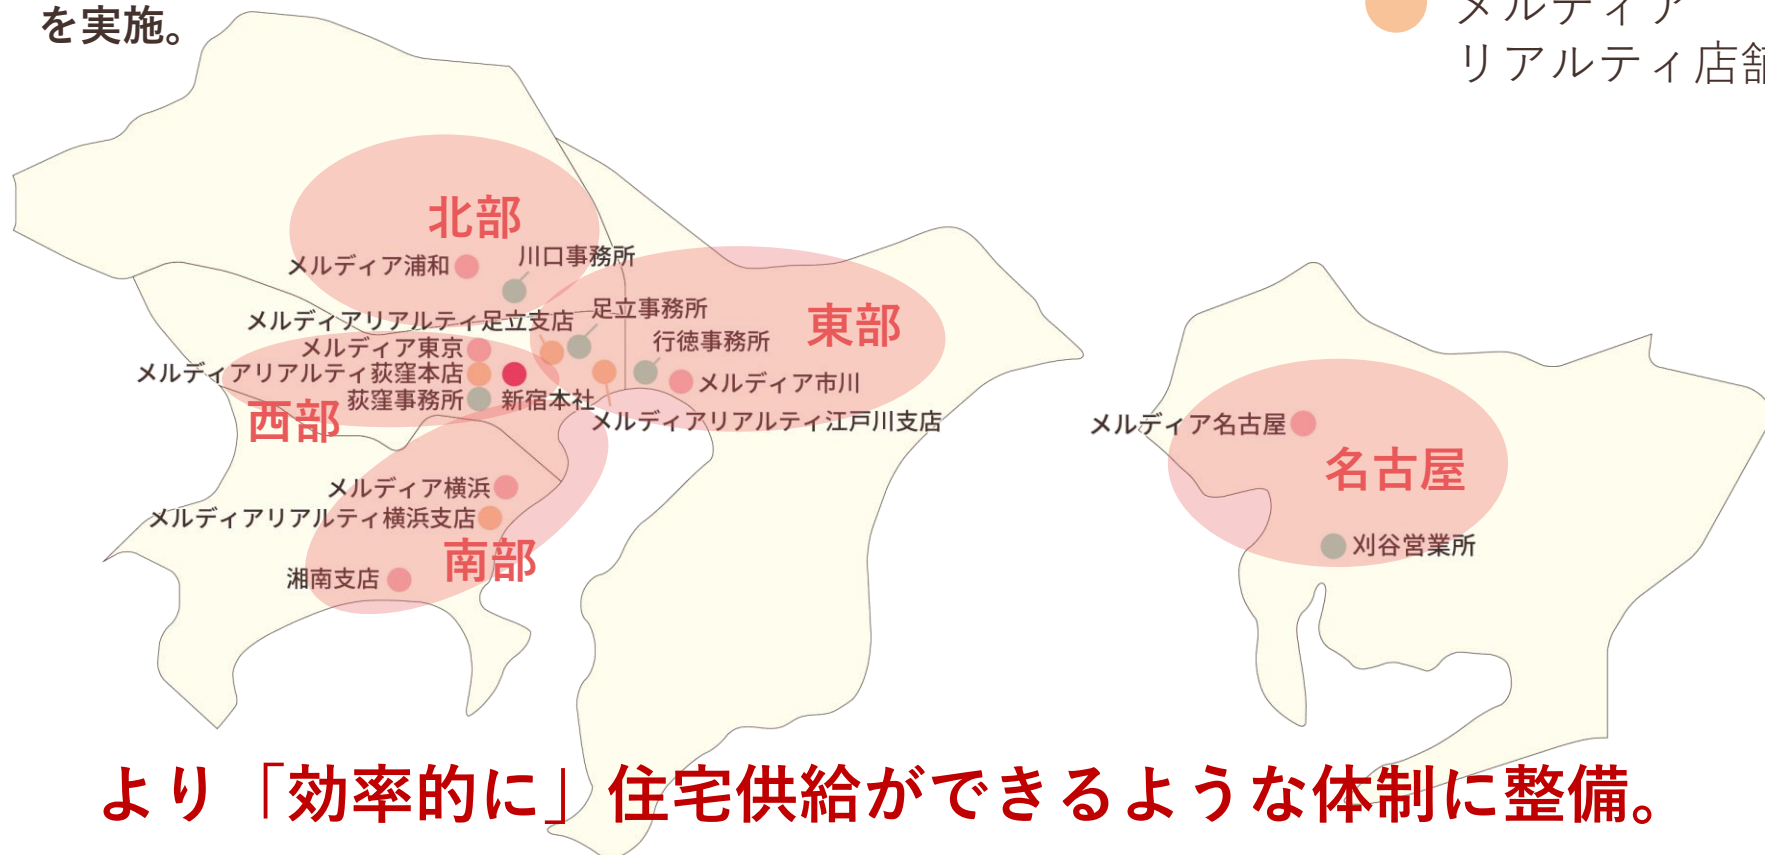 を実施。
メルディア
リアルティ店舗
北部
川口事務所
メルディア浦和
足立事務所
メルディアリアルティ足立支店
東部
行徳事務所
メルディア東京
メルディアリアルティ荻窪本店
メルディア市川
荻窪事務所
新宿本社
西部
メルディアリアルティ江戸川支店
メルディア名古屋
名古屋
メルディア横浜
メルディアリアルティ横浜支店
南部
刈谷営業所
湘南支店
より「効率的に」住宅供給ができるような体制に整備。